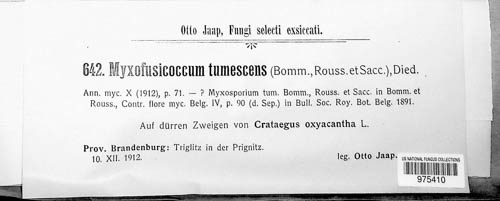 Otto Jaap, Fungi selecti exsiccati.
642. Myxofusicoccum tumescens (Bomm., Rouss. et Sacc.), Died.
Ann. myc. X (1912), p. 71. — ? Myxosporium tum. Bomm., Rouss. et Sacc. in Bomm. et
Rouss., Contr. flore myc. Belg. IV, p. 90 (d. Sep.) in Bull. Soc. Roy. Bot. Belg. 1891.
Auf dürren Zweigen von Crataegus oxyacantha L.
Prov. Brandenburg: Triglitz in der Prignitz.
10. XII. 1912.
leg. Otto Jaap.
US NATIONAL FUNGUS COLLECTIONS
975410